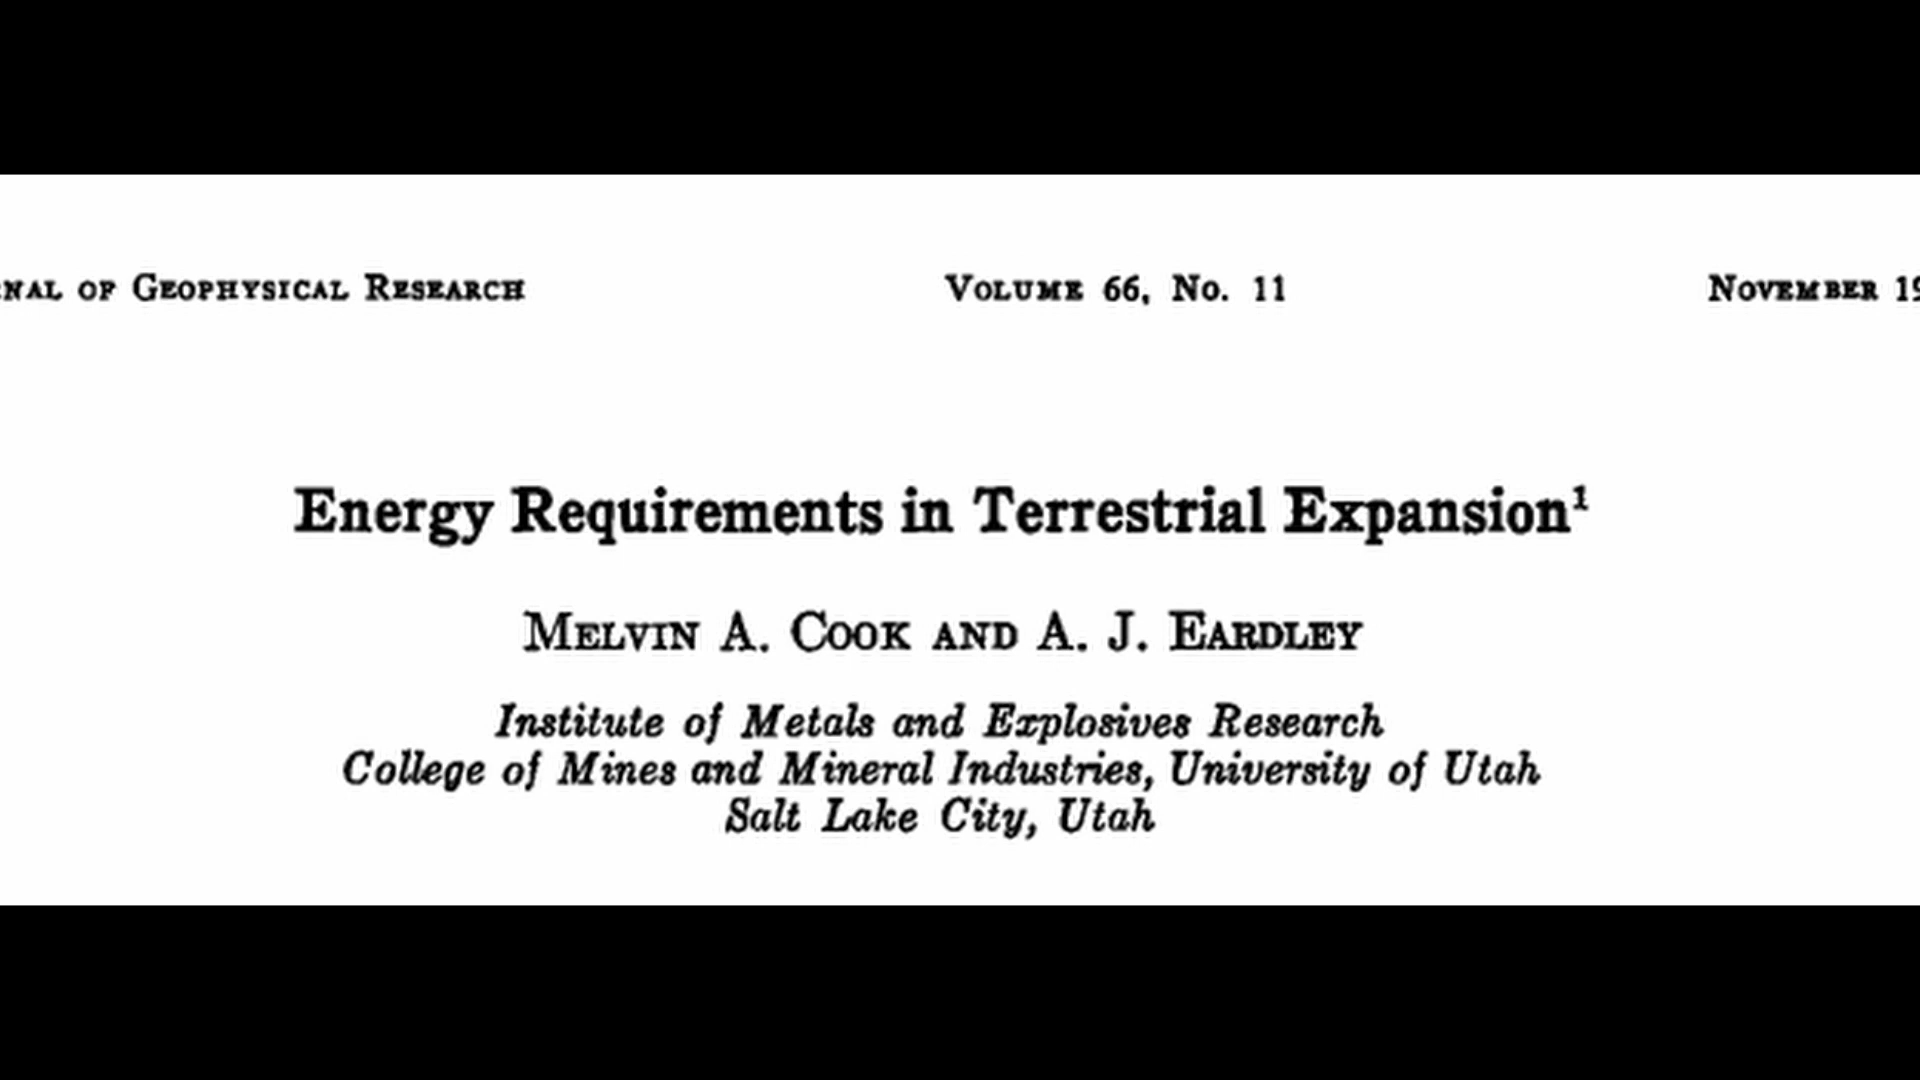 NAL OF GEOPHYSICAL RESEARCH VOLUME 66, No. 11 NOVEMBER 19
Energy Requirements in Terrestrial Expansion¹
MELVIN A. COOK AND A. J. EARDLEY
Institute of Metals and Explosives Research
College of Mines and Mineral Industries, University of Utah
Salt Lake City, Utah